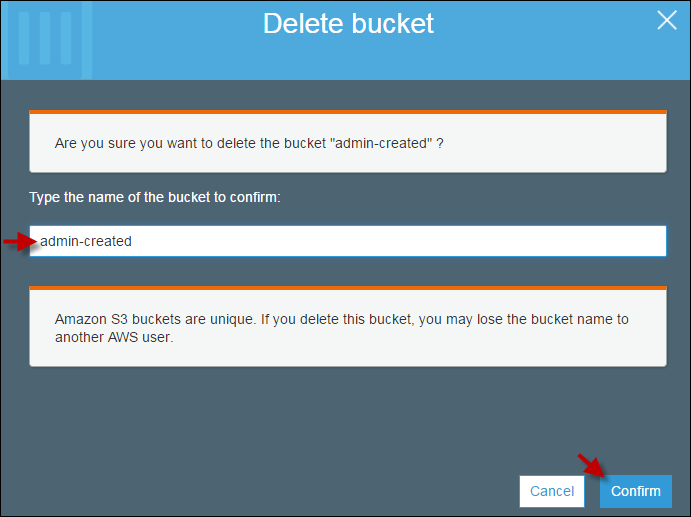 Delete bucket
Are you sure you want to delete the bucket "admin-created" ?
Type the name of the bucket to confirm:
admin-created
Amazon S3 buckets are unique. If you delete this bucket, you may lose the bucket name to
another AWS user.
Cancel
Confirm